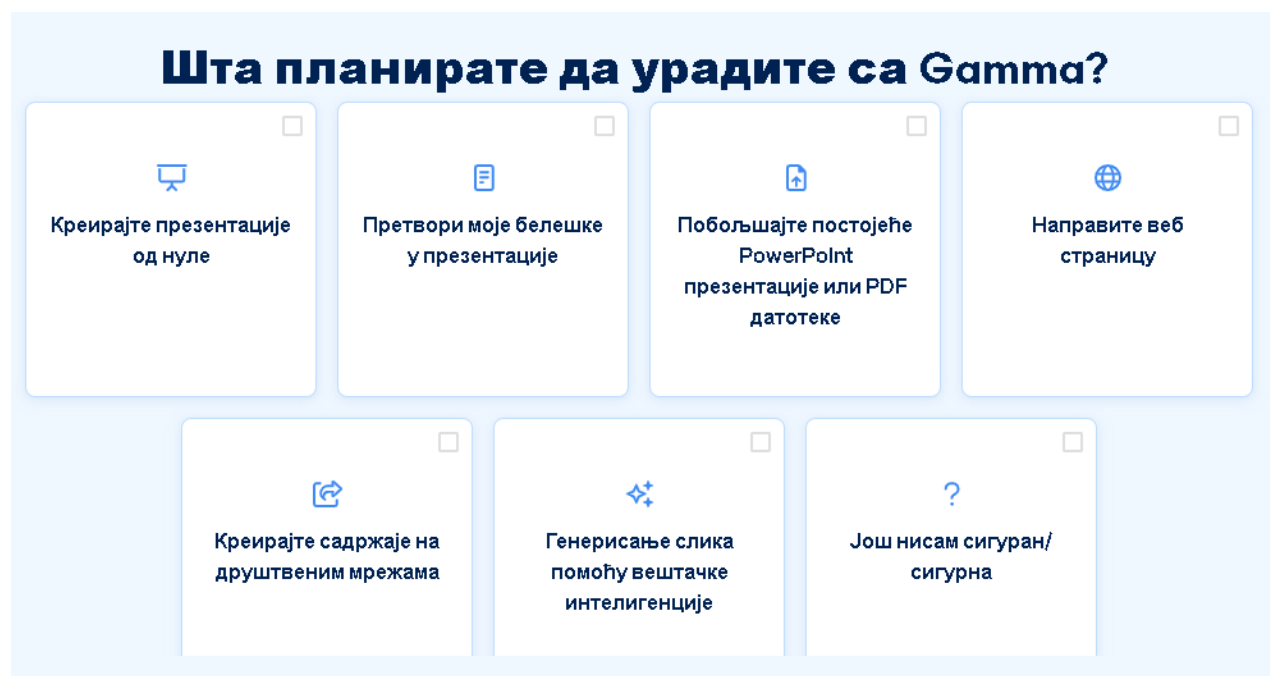 Шта планирате да урадите са Gamma?
Креирајте презентације
од нуле
Претвори моје белешке
у презентације
Побољшајте постојеће
PowerPoint
презентације или PDF
датотеке
Направите веб
страницу
Креирајте садржаје на
друштвеним мрежама
Генерисање слика
помоћу вештачке
интелигенције
Још нисам сигуран/
сигурна